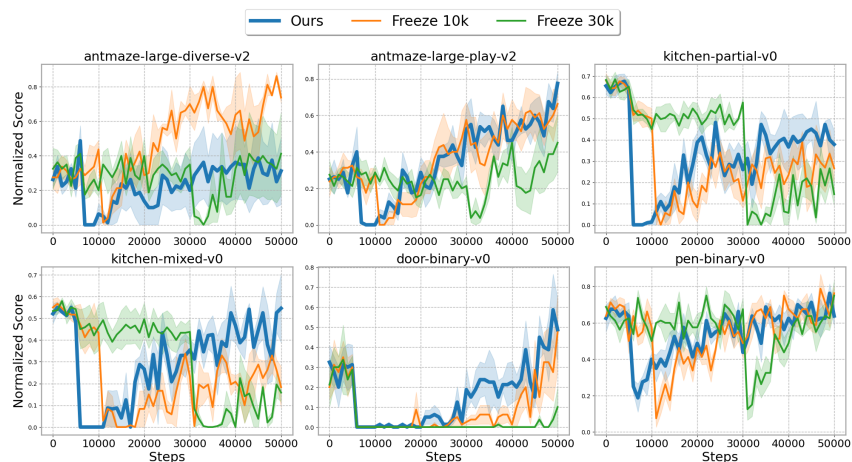 Ours Freeze 10k Freeze 30k
antmaze-large-diverse-v2 antmaze-large-play-v2 kitchen-partial-v0
Normalized Score
0.8 0.6 0.4 0.2 0.0
0.8 0.6 0.4 0.2 0.0
0.7 0.6 0.5 0.4 0.3 0.2 0.1 0.0
0 10000 20000 30000 40000 50000
0 10000 20000 30000 40000 50000
0 10000 20000 30000 40000 50000
kitchen-mixed-v0 door-binary-v0 pen-binary-v0
Normalized Score
0.7 0.6 0.5 0.4 0.3 0.2 0.1 0.0
0.8 0.7 0.6 0.5 0.4 0.3 0.2 0.1 0.0
0.8 0.6 0.4 0.2 0.0
0 10000 20000 30000 40000 50000
0 10000 20000 30000 40000 50000
0 10000 20000 30000 40000 50000
Steps Steps Steps